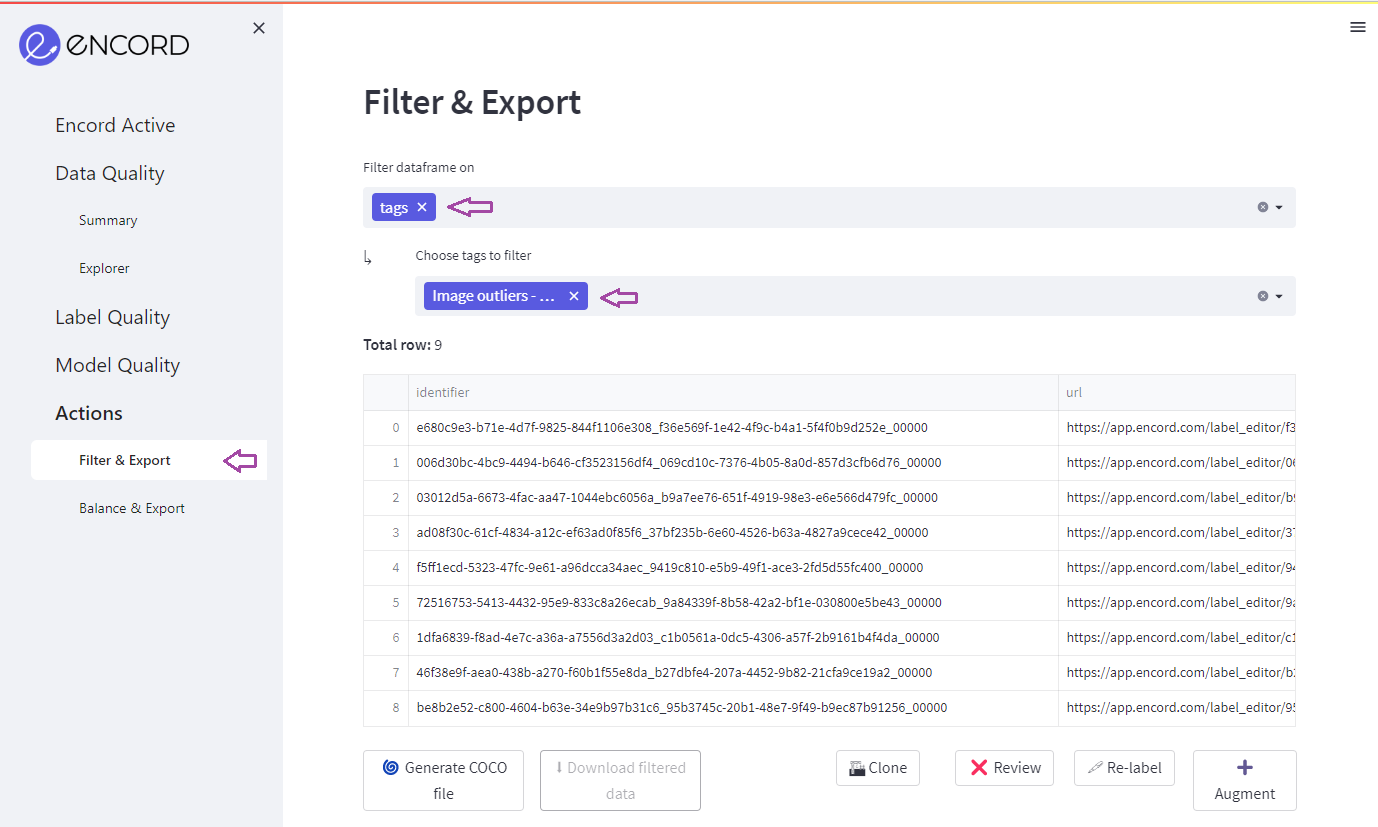 ENCORD
Encord Active
Data Quality
Summary
Explorer
Label Quality
Model Quality
Actions
Filter & Export
Balance & Export
Filter & Export
Filter dataframe on
tags
Choose tags to filter
Image outliers - ...
Total row: 9
identifier url
0 e680c9e3-b71e-4d7f-9825-844f1106e308_f36e569f-1e42-4f9c-b4a1-5f4f0b9d252e_00000 https://app.encord.com/label_editor/f3
1 006d30bc-4bc9-4494-b646-cf3523156df4_069cd10c-7376-4b05-8a0d-857d3cfb6d76_00000 https://app.encord.com/label_editor/06
2 03012d5a-6673-4fac-aa47-1044ebc6056a_b9a7ee76-651f-4919-98e3-e6e566d479fc_00000 https://app.encord.com/label_editor/b9
3 ad08f30c-61cf-4834-a12c-ef63ad0f85f6_37bf235b-6e60-4526-b63a-4827a9cece42_00000 https://app.encord.com/label_editor/37
4 f5ff1ecd-5323-47fc-9e61-a96dcca34aec_9419c810-e5b9-49f1-ace3-2fd5d55fc400_00000 https://app.encord.com/label_editor/94
5 72516753-5413-4432-95e9-833c8a26ecab_9a84339f-8b58-42a2-bf1e-030800e5be43_00000 https://app.encord.com/label_editor/9a
6 1dfa6839-f8ad-4e7c-a36a-a7556d3a2d03_c1b0561a-0dc5-4306-a57f-2b9161b4f4da_00000 https://app.encord.com/label_editor/c1
7 46f38e9f-aea0-438b-a270-f60b1f55e8da_b27dbfe4-207a-4452-9b82-21cfa9ce19a2_00000 https://app.encord.com/label_editor/b2
8 be8b2e52-c800-4604-b63e-34e9b97b31c6_95b3745c-20b1-48e7-9f49-b9ec87b91256_00000 https://app.encord.com/label_editor/95
Generate COCO
file
Download filtered
data
Clone
Review
Re-label
Augment